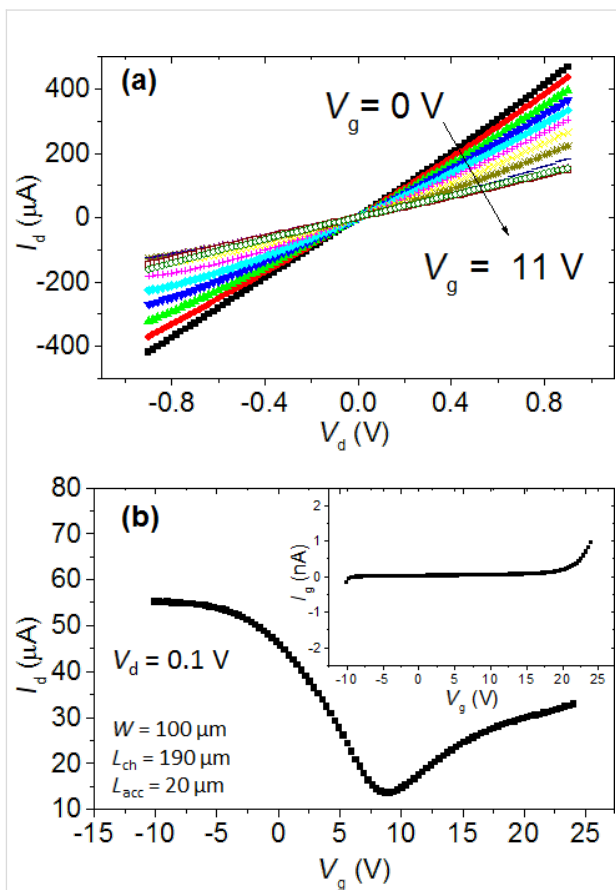 (a)
400
200
0
-200
-400
I_d (μA)
V_g = 0 V
V_g = 11 V
-0.8 -0.4 0.0 0.4 0.8
V_d (V)
(b)
80
70
60
50
40
30
20
10
I_d (μA)
V_d = 0.1 V
W = 100 μm
L_ch = 190 μm
L_acc = 20 μm
-15 -10 -5 0 5 10 15 20 25
V_g (V)
2
1
0
-1
-2
I_g (nA)
-10 -5 0 5 10 15 20 25
V_g (V)